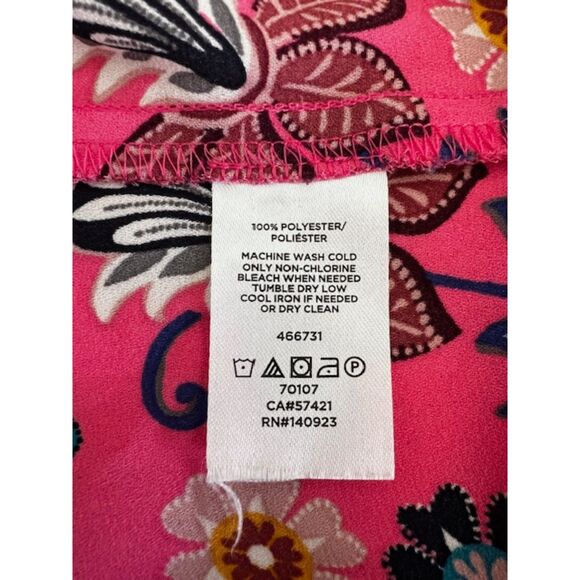 100% POLYESTER/
POLIÉSTER
MACHINE WASH COLD
ONLY NON-CHLORINE
BLEACH WHEN NEEDED
TUMBLE DRY LOW
COOL IRON IF NEEDED
OR DRY CLEAN
466731
P
70107
CA#57421
RN#140923